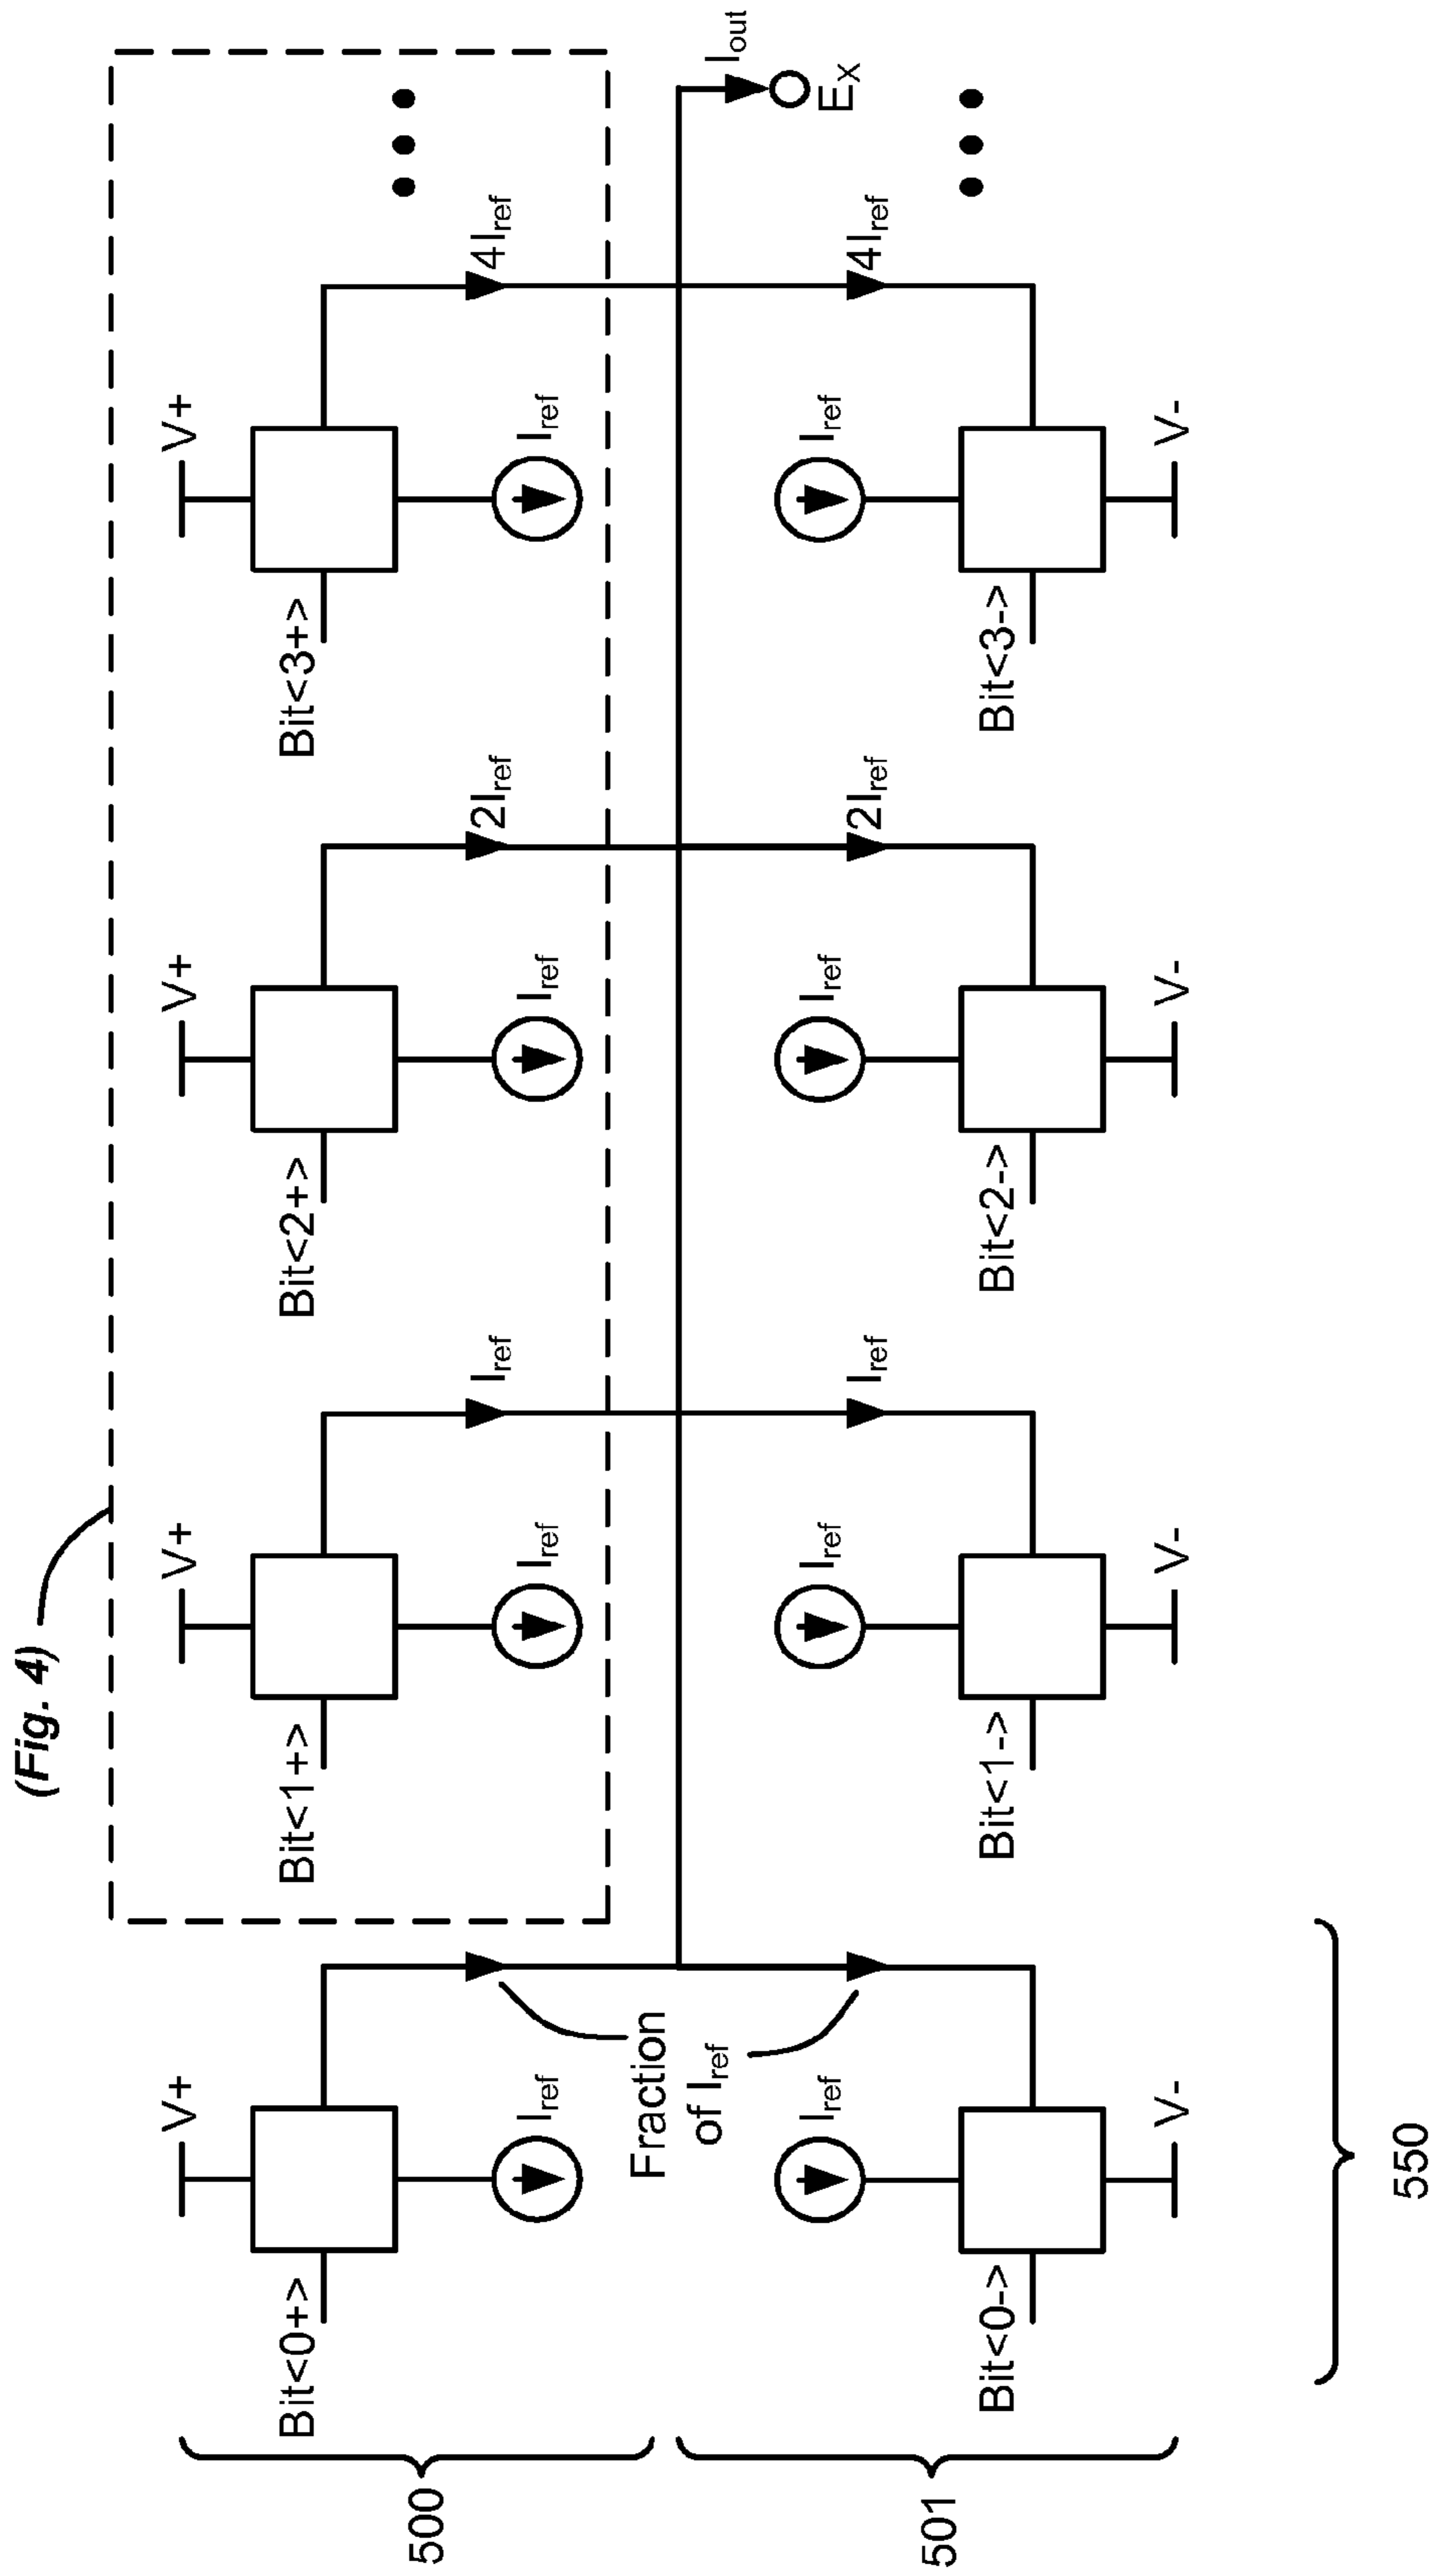 (Fig. 4)
V+
V+
V+
V+
Bit<0+>
Bit<1+>
Bit<2+>
Bit<3+>
Iref
Iref
Iref
Iref
Iref
2Iref
4Iref
500
Fraction
of Iref
Iout
Ex
Iref
Iref
Iref
Iref
Iref
2Iref
4Iref
501
Bit<0->
Bit<1->
Bit<2->
Bit<3->
V-
V-
V-
V-
550